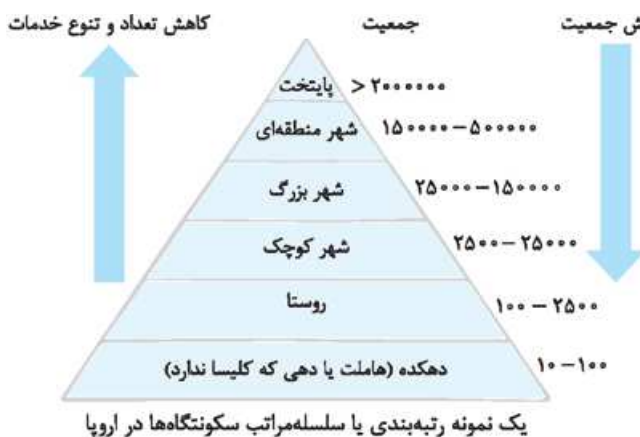 ش جمعیت
جمعیت
کاهش تعداد و تنوع خدمات
پایتخت > ۲۰۰۰۰۰۰
شهر منطقه‌ای ۱۵۰۰۰۰–۵۰۰۰۰۰
شهر بزرگ ۲۵۰۰۰–۱۵۰۰۰۰
شهر کوچک ۲۵۰۰–۲۵۰۰۰
روستا ۱۰۰–۲۵۰۰
دهکده (هاملت یا دهی که کلیسا ندارد) ۱۰–۱۰۰
یک نمونه رتبه‌بندی یا سلسله‌مراتب سکونتگاه‌ها در اروپا